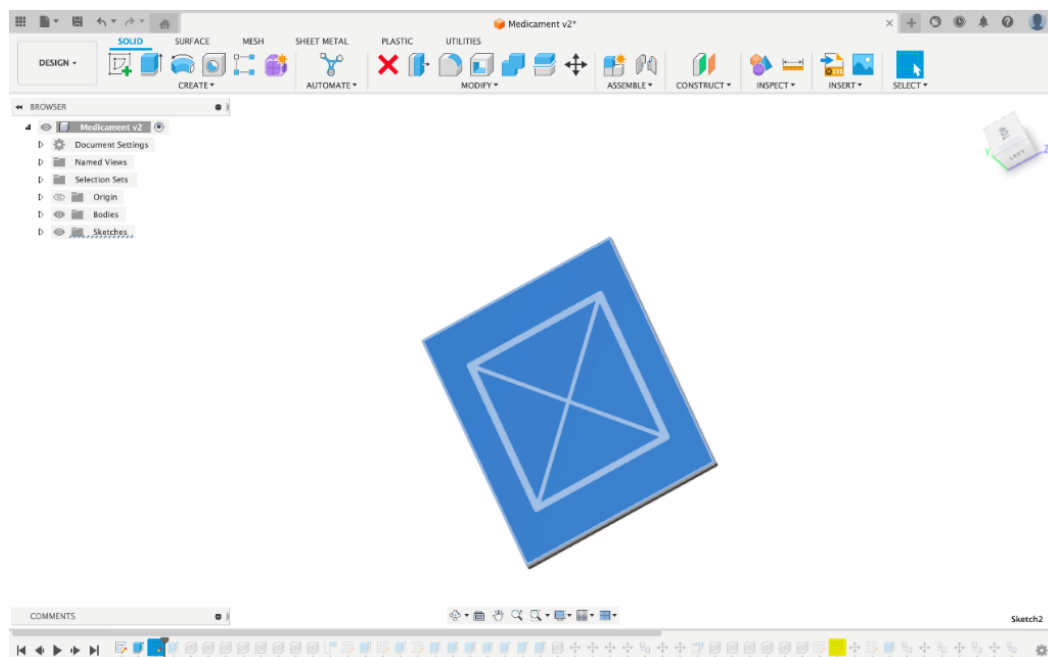 Medicament v2*
DESIGN
SOLID
SURFACE
MESH
SHEET METAL
PLASTIC
UTILITIES
CREATE
AUTOMATE
MODIFY
ASSEMBLE
CONSTRUCT
INSPECT
INSERT
SELECT
BROWSER
Medicament v2
Document Settings
Named Views
Selection Sets
Origin
Bodies
Sketches
Y
Z
LEFT
COMMENTS
Sketch2